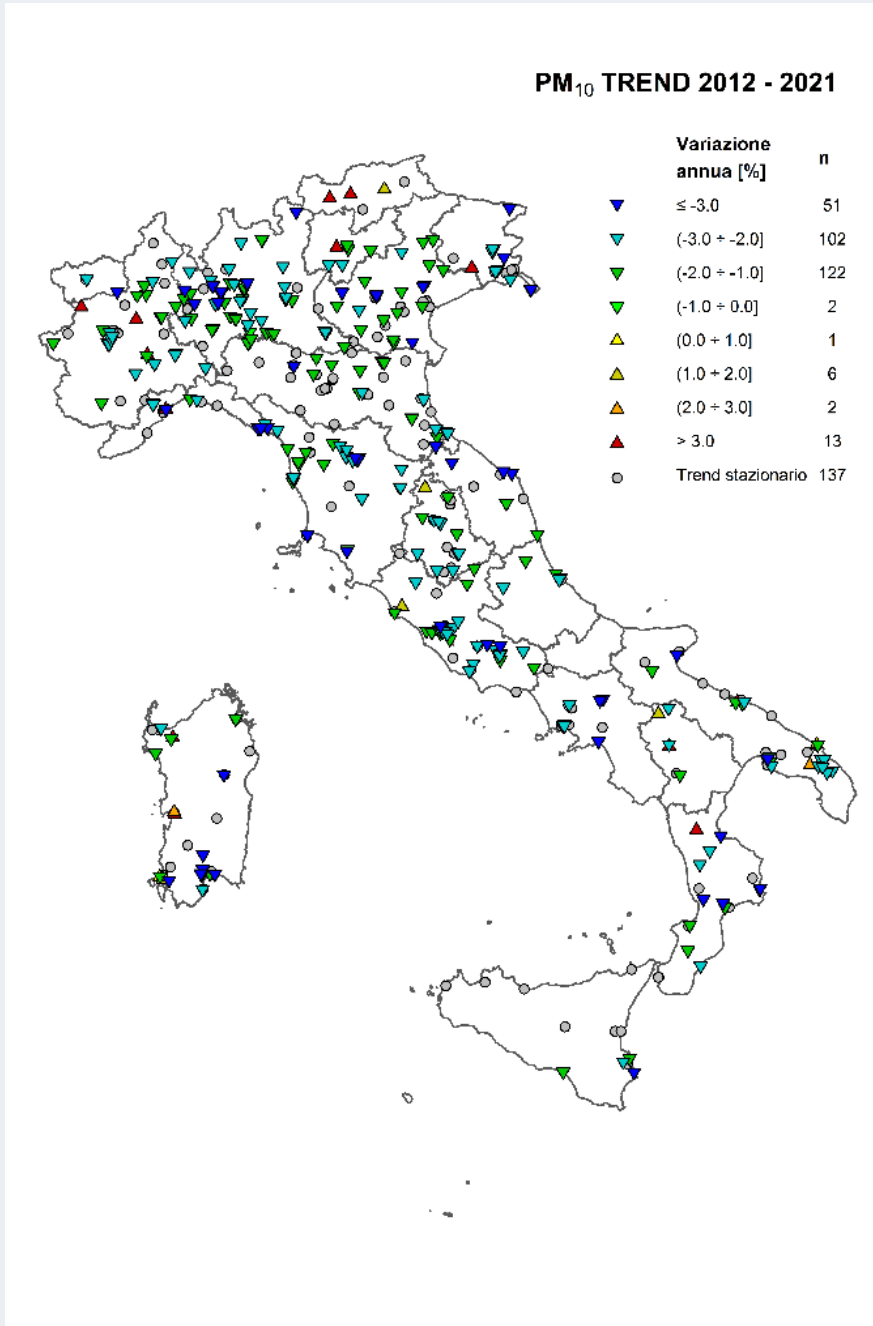 PM₁₀ TREND 2012 - 2021
Variazione
annua [%] n
≤ -3.0 51
(-3.0 ÷ -2.0] 102
(-2.0 ÷ -1.0] 122
(-1.0 ÷ 0.0] 2
(0.0 ÷ 1.0] 1
(1.0 ÷ 2.0] 6
(2.0 ÷ 3.0] 2
> 3.0 13
Trend stazionario 137